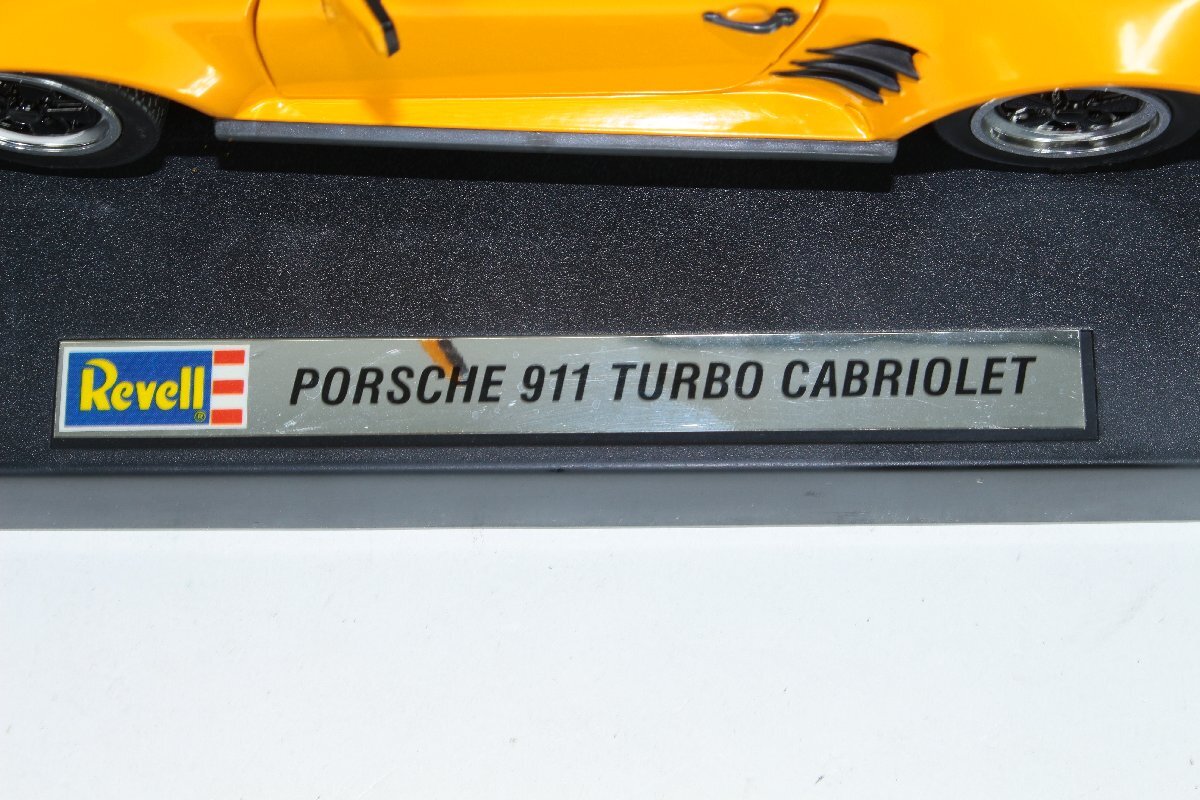 Revell®
PORSCHE 911 TURBO CABRIOLET